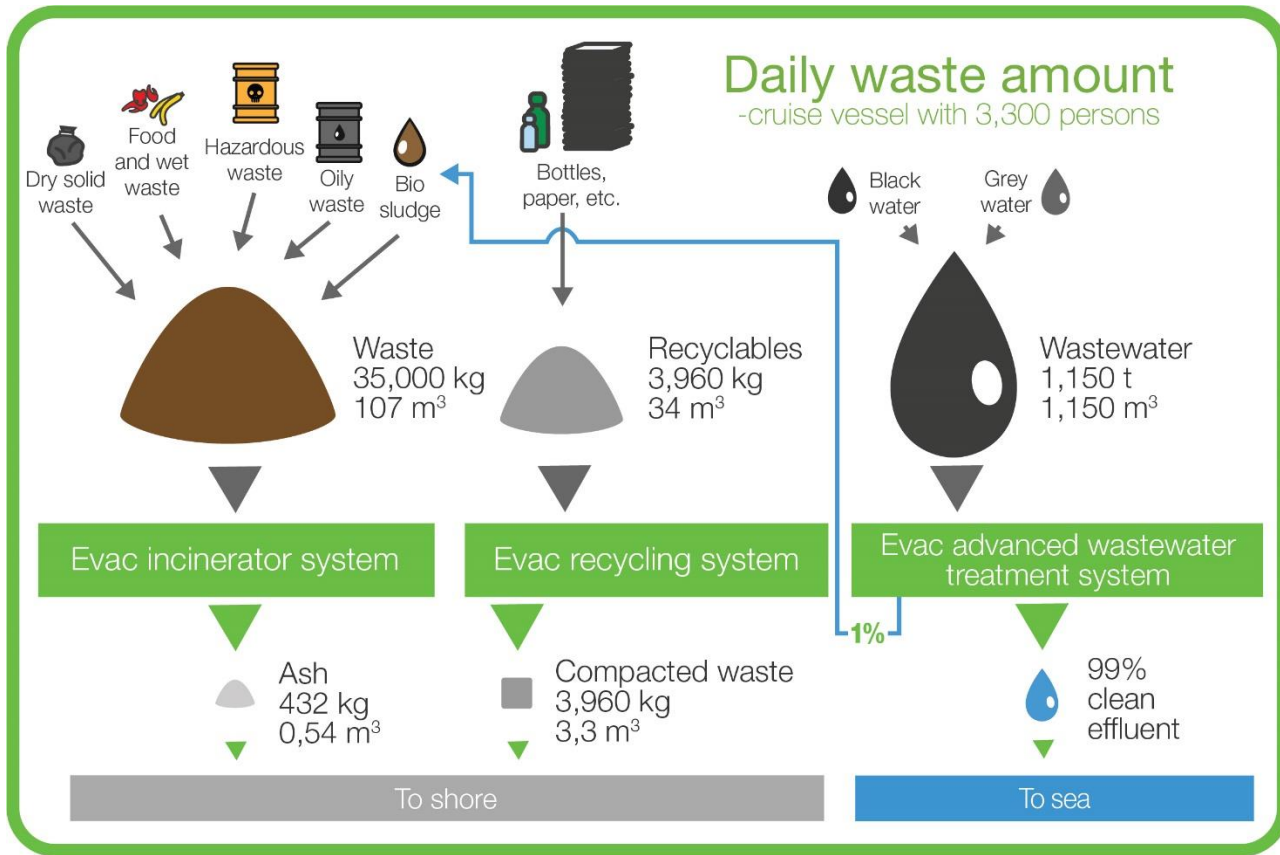 Daily waste amount
-cruise vessel with 3,300 persons
Dry solid
waste
Food
and wet
waste
Hazardous
waste
Oily
waste
Bio
sludge
Bottles,
paper, etc.
Black
water
Grey
water
Waste
35,000 kg
107 m³
Recyclables
3,960 kg
34 m³
Wastewater
1,150 t
1,150 m³
Evac incinerator system
Evac recycling system
Evac advanced wastewater
treatment system
1%
Ash
432 kg
0,54 m³
Compacted waste
3,960 kg
3,3 m³
99%
clean
effluent
To shore
To sea